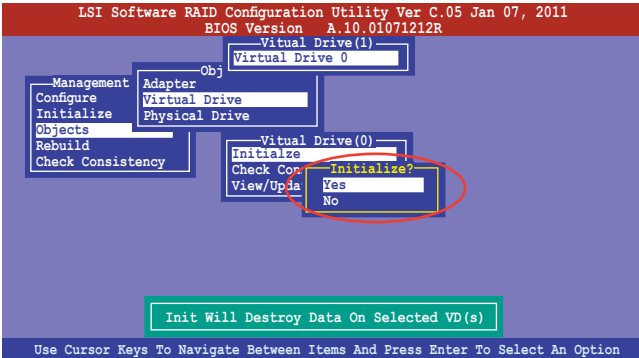 LSI Software RAID Configuration Utility Ver C.05 Jan 07, 2011
BIOS Version A.10.01071212R
Vitual Drive(1)
Virtual Drive 0
Obj
Adapter
Virtual Drive
Physical Drive
Management
Configure
Initialize
Objects
Rebuild
Check Consistency
Vitual Drive(0)
Initialze
Check Con
View/Upda
Initialize?
Yes
No
Init Will Destroy Data On Selected VD(s)
Use Cursor Keys To Navigate Between Items And Press Enter To Select An Option